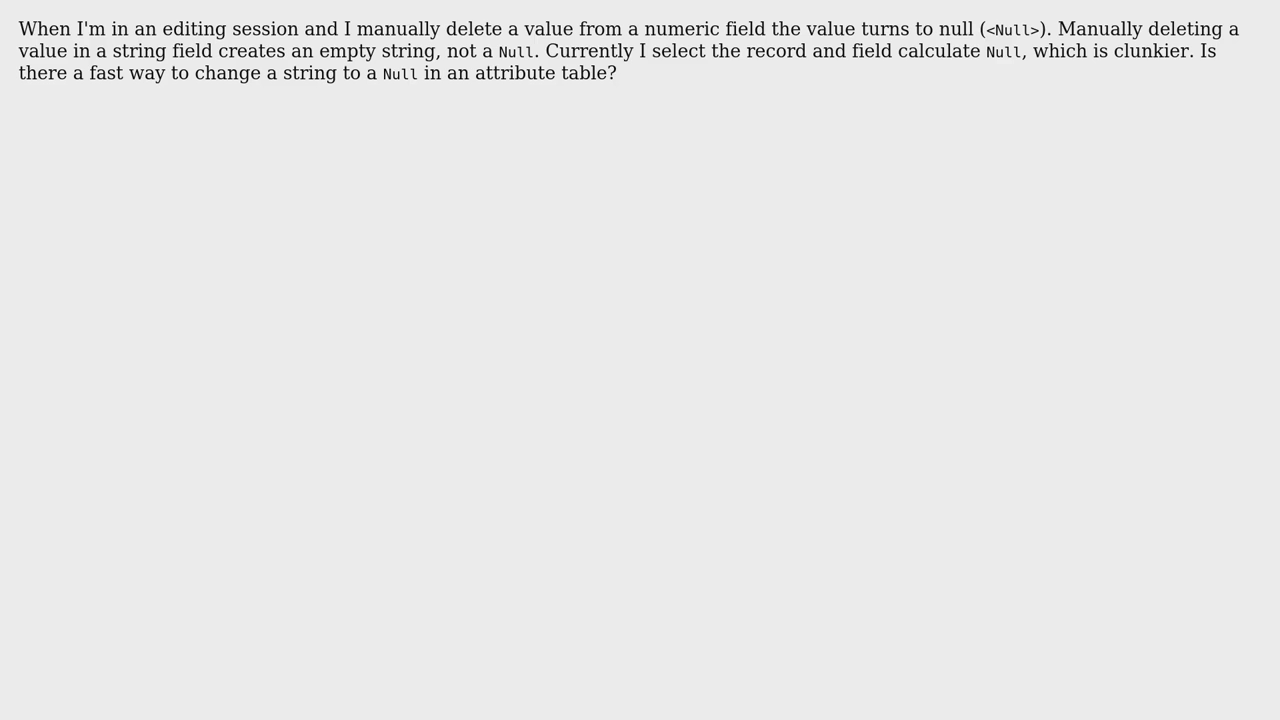 When I'm in an editing session and I manually delete a value from a numeric field the value turns to null (<Null>). Manually deleting a
value in a string field creates an empty string, not a Null. Currently I select the record and field calculate Null, which is clunkier. Is
there a fast way to change a string to a Null in an attribute table?